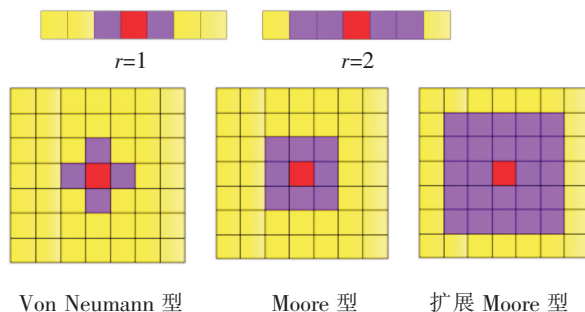 r=1 r=2
Von Neumann 型 Moore 型 扩展 Moore 型